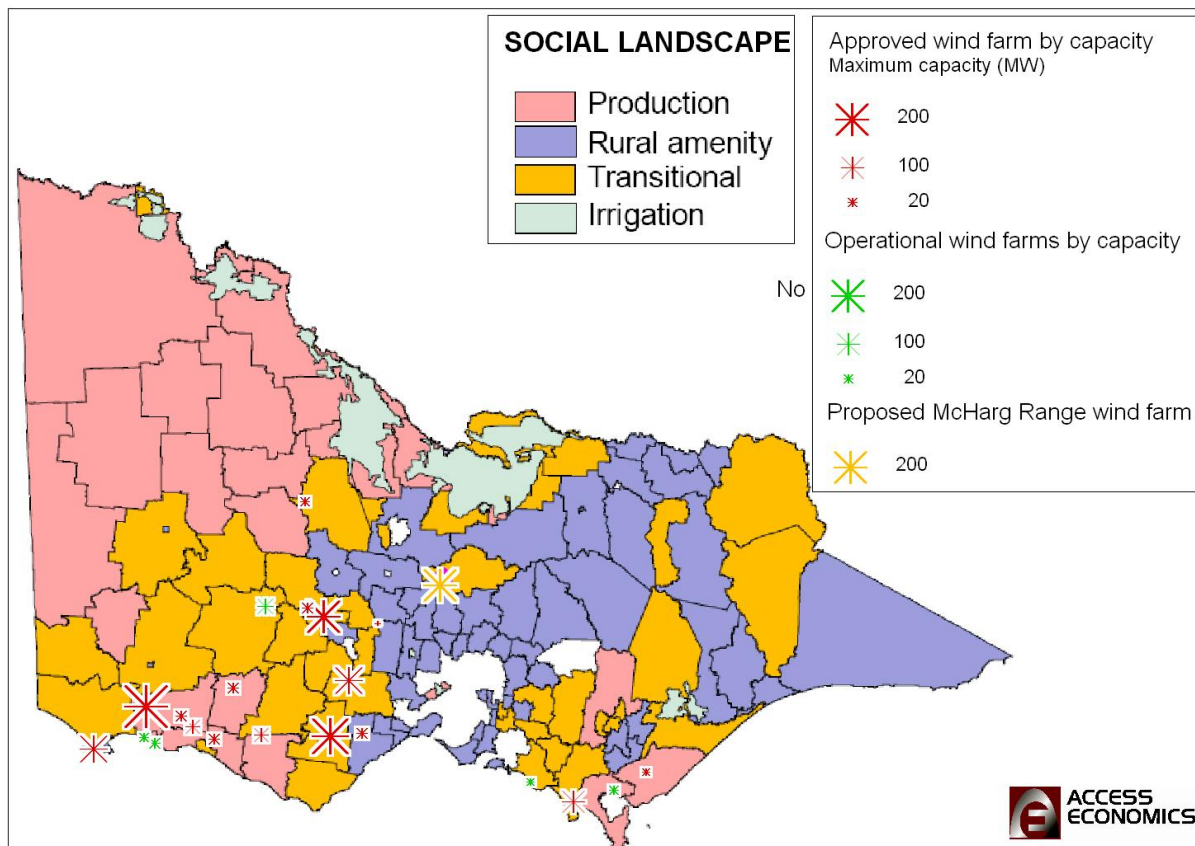 SOCIAL LANDSCAPE
Production
Rural amenity
Transitional
Irrigation
Approved wind farm by capacity
Maximum capacity (MW)
200
100
20
Operational wind farms by capacity
No
200
100
20
Proposed McHarg Range wind farm
200
ACCESS
ECONOMICS